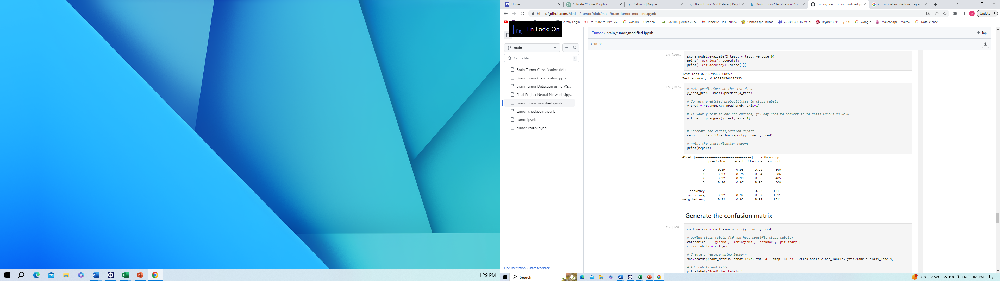 Home
Activate "Connect" option
Settings | Kaggle
Brain Tumor MRI Dataset | Kagg
Brain Tumor Classification (Accu
Tumor/brain_tumor_modified.ip
cnn model architecture diagram
https://github.com/AlinFin/Tumor/blob/main/brain_tumor_modified.ipynb
Update
Rproxy Login
Youtube to MP4 Vi...
GoSlim - Buscar co...
GoSlim! | Академия...
Inbox (2,015) - alinf...
Список тренингов
(5) שיעור ג"ג כיתה...
סנייק יו - יויו משחקים
Google
MakeShape - Make...
DataScience
Fn Lock: On
main
Go to file
t
Brain Tumor Classification (Multi...
Brain Tumor Classification.pptx
Brain Tumor Detection using VG...
Final Project Neural Networks.ipy...
brain_tumor_modified.ipynb
tumor-checkpoint.ipynb
tumor.ipynb
tumor_colab.ipynb
Documentation • Share feedback
Tumor / brain_tumor_modified.ipynb
Top
3.18 MB
In [106...
score=model.evaluate(X_test, y_test, verbose=0)
print('Test loss', score[0])
print('Test accuracy:',score[1])
Test loss 0.236745685338974
Test accuracy: 0.922959566116333
In [107...
# Make predictions on the test data
y_pred_prob = model.predict(X_test)
# Convert predicted probabilities to class labels
y_pred = np.argmax(y_pred_prob, axis=1)
# If your y_test is one-hot encoded, you may need to convert it to class labels as well
y_true = np.argmax(y_test, axis=1)
# Generate the classification report
report = classification_report(y_true, y_pred)
# Print the classification report
print(report)
41/41 [==============================] - 0s 8ms/step
precision recall f1-score support
0 0.89 0.95 0.92 300
1 0.93 0.76 0.84 306
2 0.92 0.99 0.96 405
3 0.96 0.97 0.96 300
accuracy 0.92 1311
macro avg 0.92 0.92 0.92 1311
weighted avg 0.92 0.92 0.92 1311
Generate the confusion matrix
In [108...
conf_matrix = confusion_matrix(y_true, y_pred)
# Define class labels (if you have specific class labels)
categories = ['glioma', 'meningioma', 'notumor', 'pituitary']
class_labels = categories
# Create a heatmap using Seaborn
sns.heatmap(conf_matrix, annot=True, fmt='d', cmap='Blues', xticklabels=class_labels, yticklabels=class_labels)
# Add labels and title
plt.xlabel('Predicted Labels')
1:29 PM
Search
33°C שמשי
ENG
1:29 PM